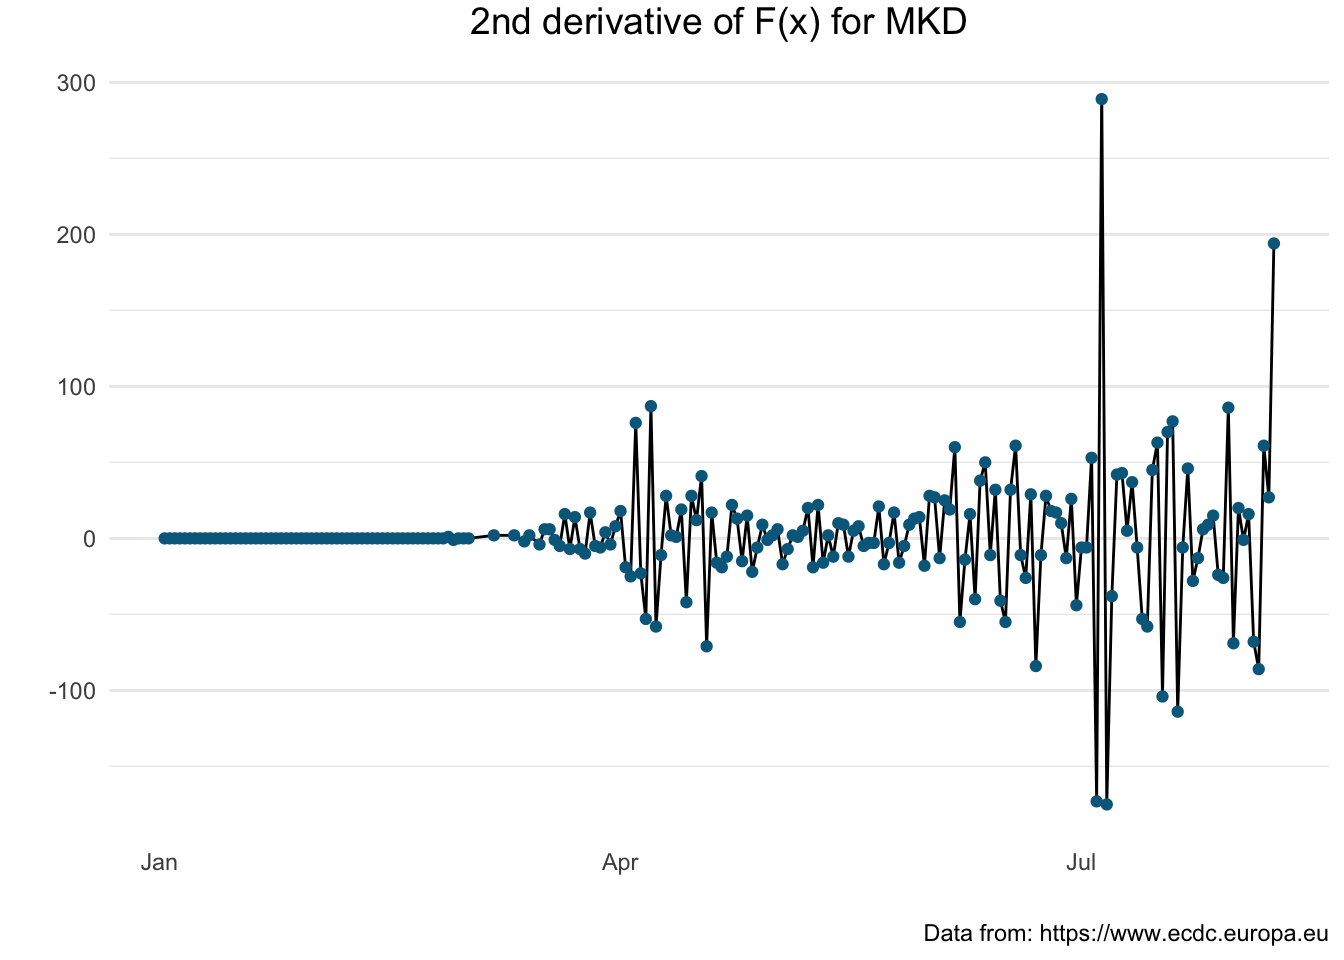 2nd derivative of F(x) for MKD
300
200
100
0
-100
Jan Apr Jul
Data from: https://www.ecdc.europa.eu